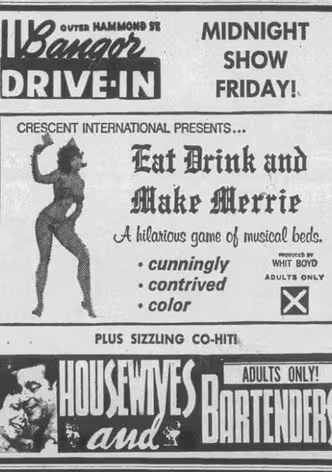 OUTER HAMMOND ST.
Bangor
DRIVE-IN
MIDNIGHT
SHOW
FRIDAY!
CRESCENT INTERNATIONAL PRESENTS...
Eat Drink and
Make Merrie
A hilarious game of musical beds.
• cunningly
• contrived
• color
PRODUCED BY
WHIT BOYD
ADULTS ONLY
X
PLUS SIZZLING CO-HIT!
HOUSEWIVES
and
ADULTS ONLY!
BARTENDERS